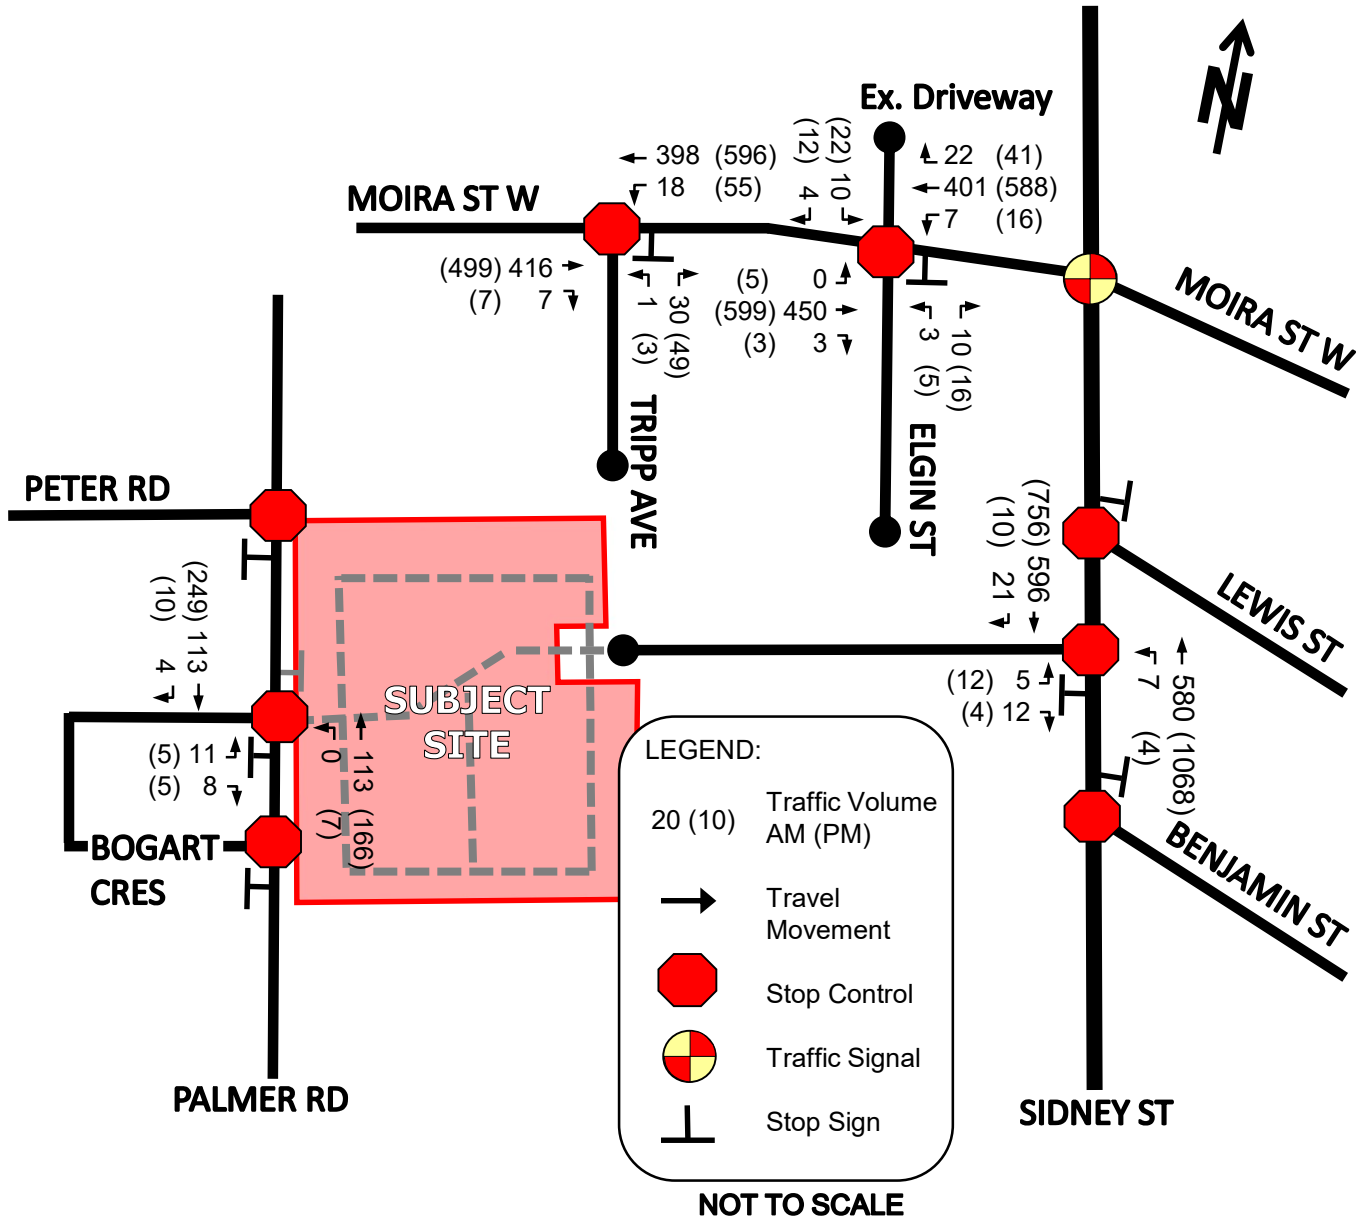 N
Ex. Driveway
398 (596)
18 (55)
(22) 10
(12) 4
22 (41)
401 (588)
7 (16)
MOIRA ST W
(499) 416
(7) 7
1 (3)
30 (49)
(5) 0
(599) 450
(3) 3
3 (5)
10 (16)
MOIRA ST W
TRIPP AVE
ELGIN ST
PETER RD
(756) 596
(10) 21
LEWIS ST
(249) 113
(10) 4
(12) 5
(4) 12
7 (4)
580 (1068)
SUBJECT
SITE
(5) 11
(5) 8
0 (7)
113 (166)
BOGART
CRES
BENJAMIN ST
PALMER RD
SIDNEY ST
LEGEND:
20 (10)
Traffic Volume
AM (PM)
Travel
Movement
Stop Control
Traffic Signal
Stop Sign
NOT TO SCALE